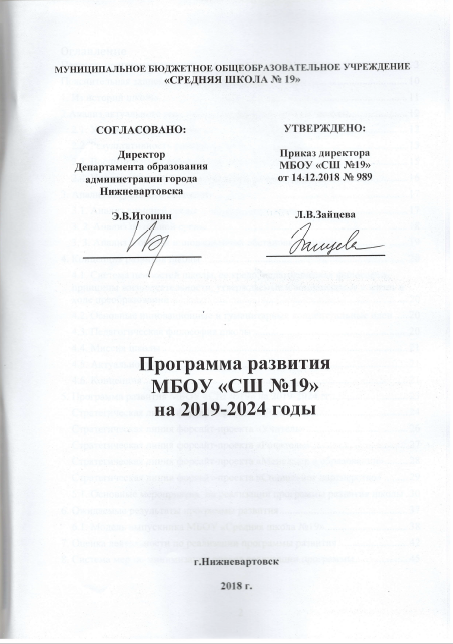 МУНИЦИПАЛЬНОЕ БЮДЖЕТНОЕ ОБЩЕОБРАЗОВАТЕЛЬНОЕ УЧРЕЖДЕНИЕ
«СРЕДНЯЯ ШКОЛА № 19»
СОГЛАСОВАНО:
Директор
Департамента образования
администрации города
Нижневартовска
Э.В.Игошин
УТВЕРЖДЕНО:
Приказ директора
МБОУ «СШ №19»
от 14.12.2018 № 989
Л.В.Зайцева
Программа развития
МБОУ «СШ №19»
на 2019-2024 годы
г.Нижневартовск
2018 г.